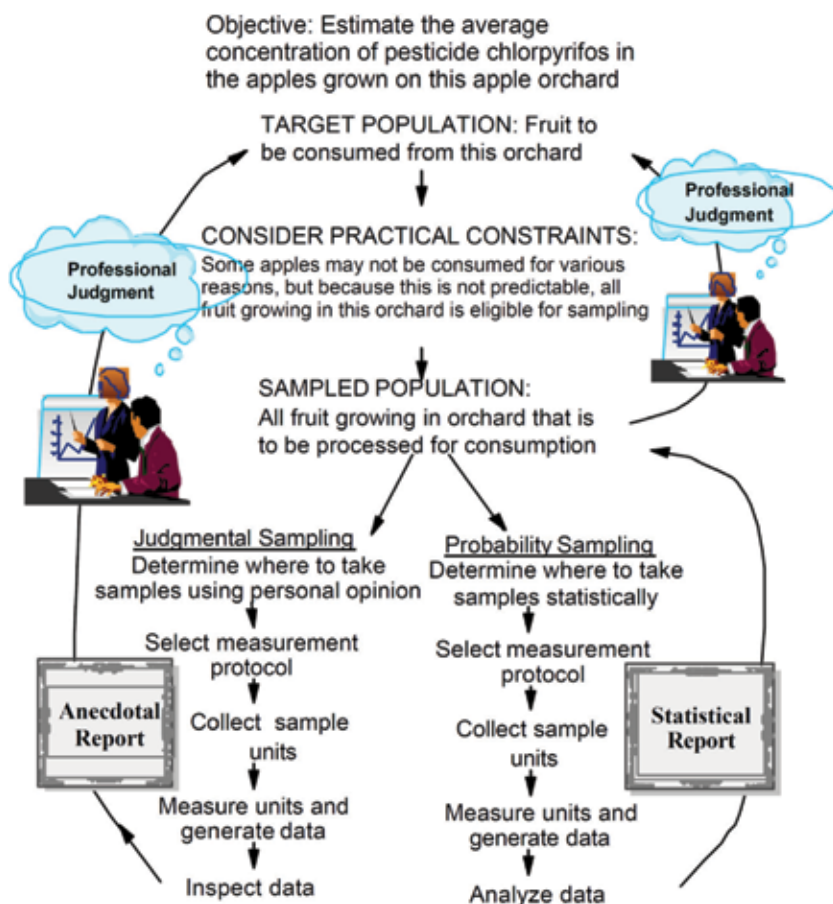 Objective: Estimate the average
concentration of pesticide chlorpyrifos in
the apples grown on this apple orchard
TARGET POPULATION: Fruit to
be consumed from this orchard
Professional
Judgment
CONSIDER PRACTICAL CONSTRAINTS:
Some apples may not be consumed for various
reasons, but because this is not predictable, all
fruit growing in this orchard is eligible for sampling
Professional
Judgment
SAMPLED POPULATION:
All fruit growing in orchard that is
to be processed for consumption
Judgmental Sampling
Determine where to take
samples using personal opinion
Select measurement
protocol
Collect sample
units
Measure units and
generate data
Inspect data
Anecdotal
Report
Probability Sampling
Determine where to take
samples statistically
Select measurement
protocol
Collect sample
units
Measure units and
generate data
Analyze data
Statistical
Report